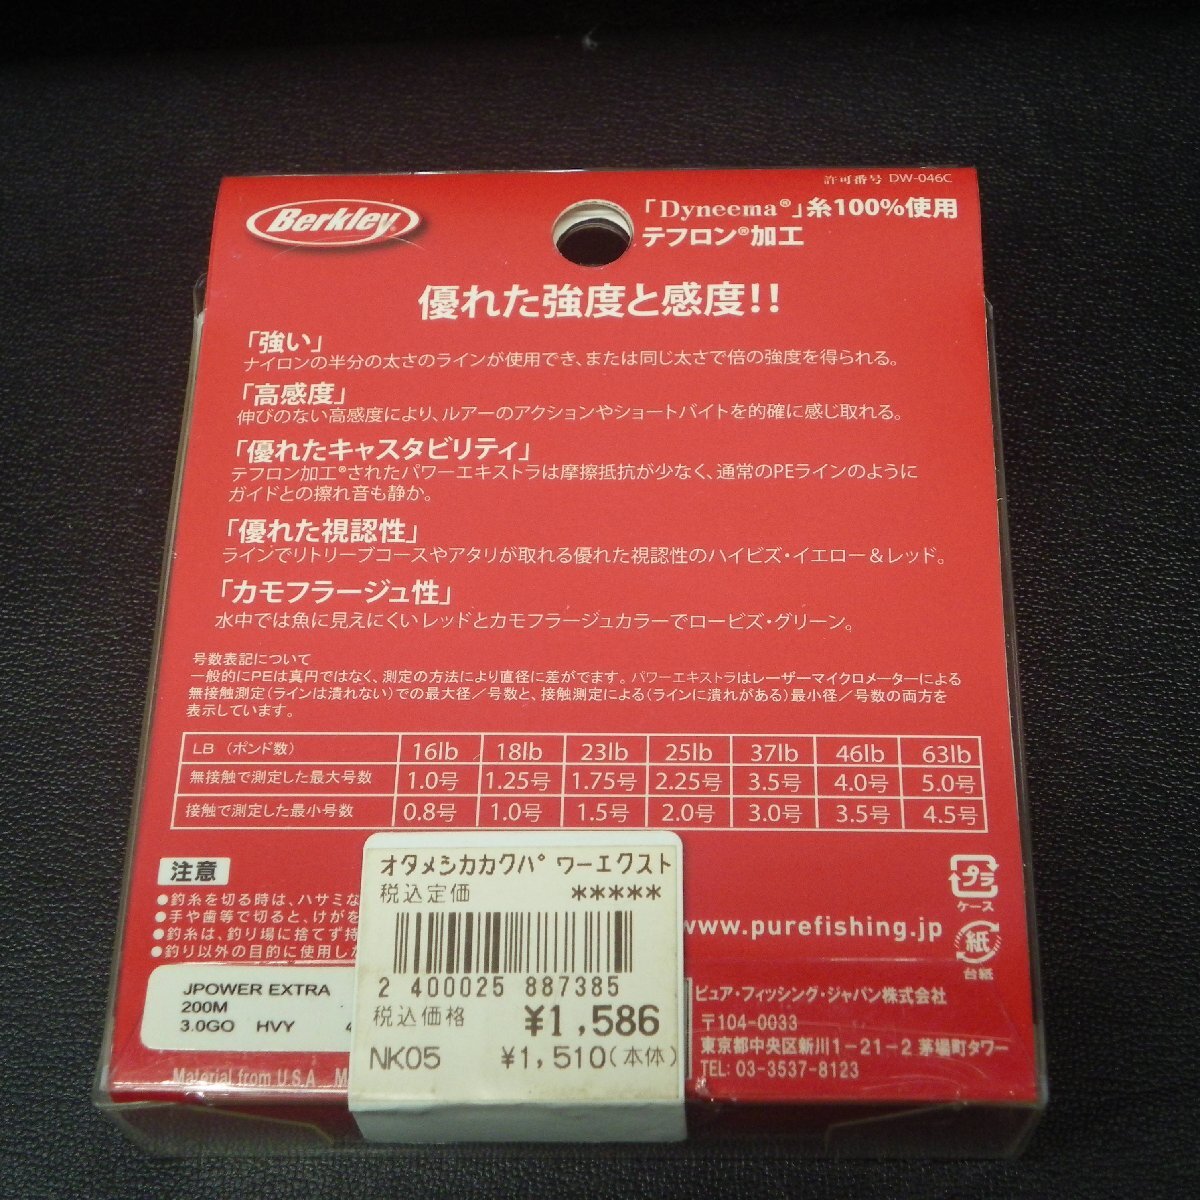 許可番号 DW-046C
Berkley
「Dyneema®」糸100%使用
テフロン®加工
優れた強度と感度!!
「強い」
ナイロンの半分の太さのラインが使用でき、または同じ太さで倍の強度を得られる。
「高感度」
伸びのない高感度により、ルアーのアクションやショートバイトを的確に感じ取れる。
「優れたキャスタビリティ」
テフロン加工®されたパワーエキストラは摩擦抵抗が少なく、通常のPEラインのように
ガイドとの擦れ音も静か。
「優れた視認性」
ラインでリトリーブコースやアタリが取れる優れた視認性のハイビズ・イエロー＆レッド。
「カモフラージュ性」
水中では魚に見えにくいレッドとカモフラージュカラーでロービズ・グリーン。
号数表記について
一般的にPEは真円ではなく、測定の方法により直径に差がでます。パワーエキストラはレーザーマイクロメーターによる
無接触測定(ラインは潰れない)での最大径／号数と、接触測定による(ラインに潰れがある)最小径／号数の両方を
表示しています。
LB (ポンド数) 16lb 18lb 23lb 25lb 37lb 46lb 63lb
無接触で測定した最大号数 1.0号 1.25号 1.75号 2.25号 3.5号 4.0号 5.0号
接触で測定した最小号数 0.8号 1.0号 1.5号 2.0号 3.0号 3.5号 4.5号
注意
●釣糸を切る時は、ハサミな
●手や歯等で切ると、けがを
●釣糸は、釣り場に捨てず持
●釣り以外の目的に使用した
オタメシカカクパワーエクスト
税込定価 *****
2 400025 887385
税込価格 ¥1,586
NK05 ¥1,510(本体)
JPOWER EXTRA
200M
3.0GO HVY
Material from U.S.A
www.purefishing.jp
プラ
ケース
紙
台紙
ピュア・フィッシング・ジャパン株式会社
〒104-0033
東京都中央区新川1-21-2 茅場町タワー
TEL: 03-3537-8123